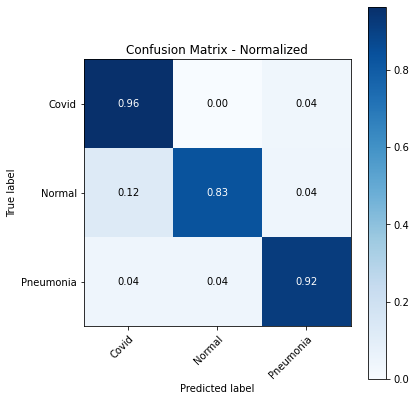 Confusion Matrix - Normalized
True label
Covid 0.96 0.00 0.04
Normal 0.12 0.83 0.04
Pneumonia 0.04 0.04 0.92
Covid Normal Pneumonia
Predicted label
0.8
0.6
0.4
0.2
0.0